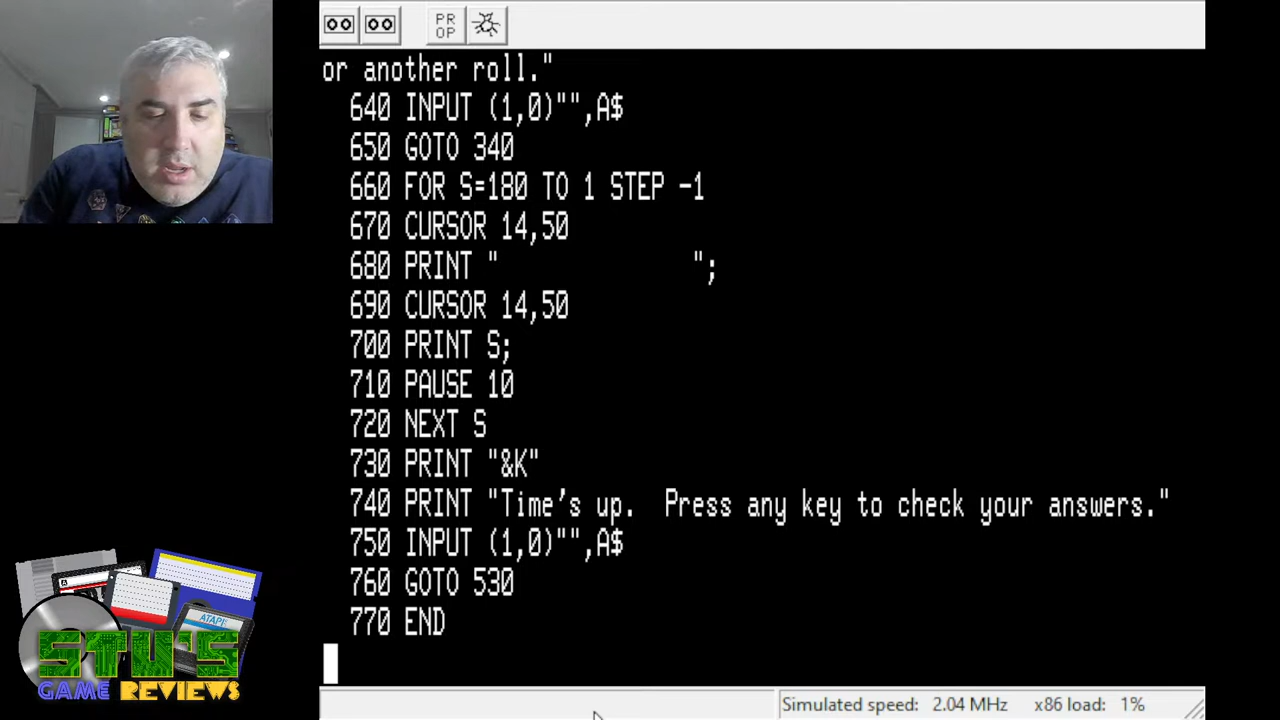 PR
OP
or another roll."
640 INPUT (1,0)"",A$
650 GOTO 340
660 FOR S=180 TO 1 STEP -1
670 CURSOR 14,50
680 PRINT "              ";
690 CURSOR 14,50
700 PRINT S;
710 PAUSE 10
720 NEXT S
730 PRINT "&K"
740 PRINT "Time's up.  Press any key to check your answers."
750 INPUT (1,0)"",A$
760 GOTO 530
770 END
ATARI
STU'S
GAME REVIEWS
Simulated speed: 2.04 MHz x86 load: 1%